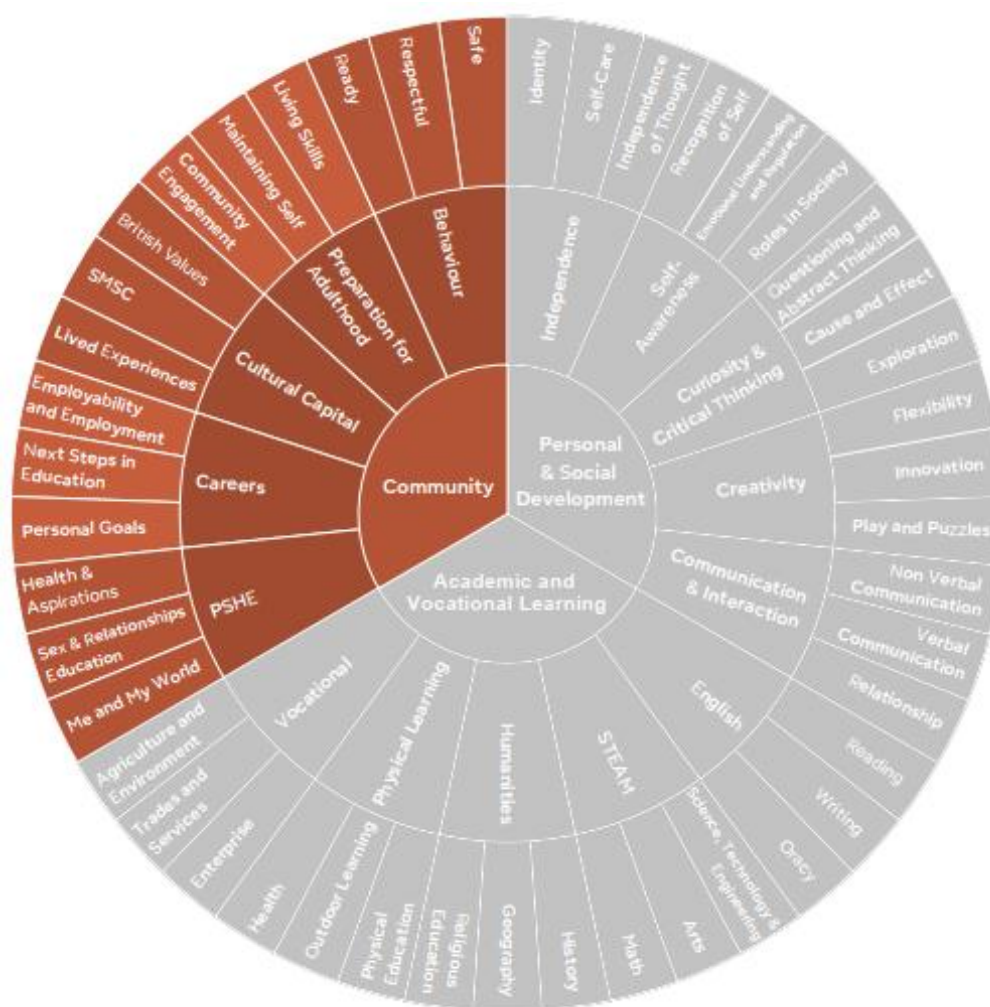 Community
Personal
& Social
Development
Academic and
Vocational Learning
Behaviour
Preparation for
Adulthood
Cultural Capital
Careers
PSHE
Independence
Self-
Awareness
Curiosity &
Critical Thinking
Creativity
Communication
& Interaction
English
STEAM
Humanities
Physical Learning
Vocational
Safe
Respectful
Ready
Living Skills
Maintaining Self
Community
Engagement
British Values
SMSC
Lived Experiences
Employability
and Employment
Next Steps in
Education
Personal Goals
Health &
Aspirations
Sex & Relationships
Education
Me and My World
Identity
Self-Care
Independence
of Thought
Recognition
of Self
Emotional Understanding
and Regulation
Roles in Society
Questioning and
Abstract Thinking
Cause and Effect
Exploration
Flexibility
Innovation
Play and Puzzles
Non Verbal
Communication
Verbal
Communication
Relationship
Reading
Writing
Oracy
Science, Technology &
Engineering
Arts
Math
History
Geography
Religious
Education
Physical
Education
Outdoor Learning
Health
Enterprise
Trades and
Services
Agriculture and
Environment